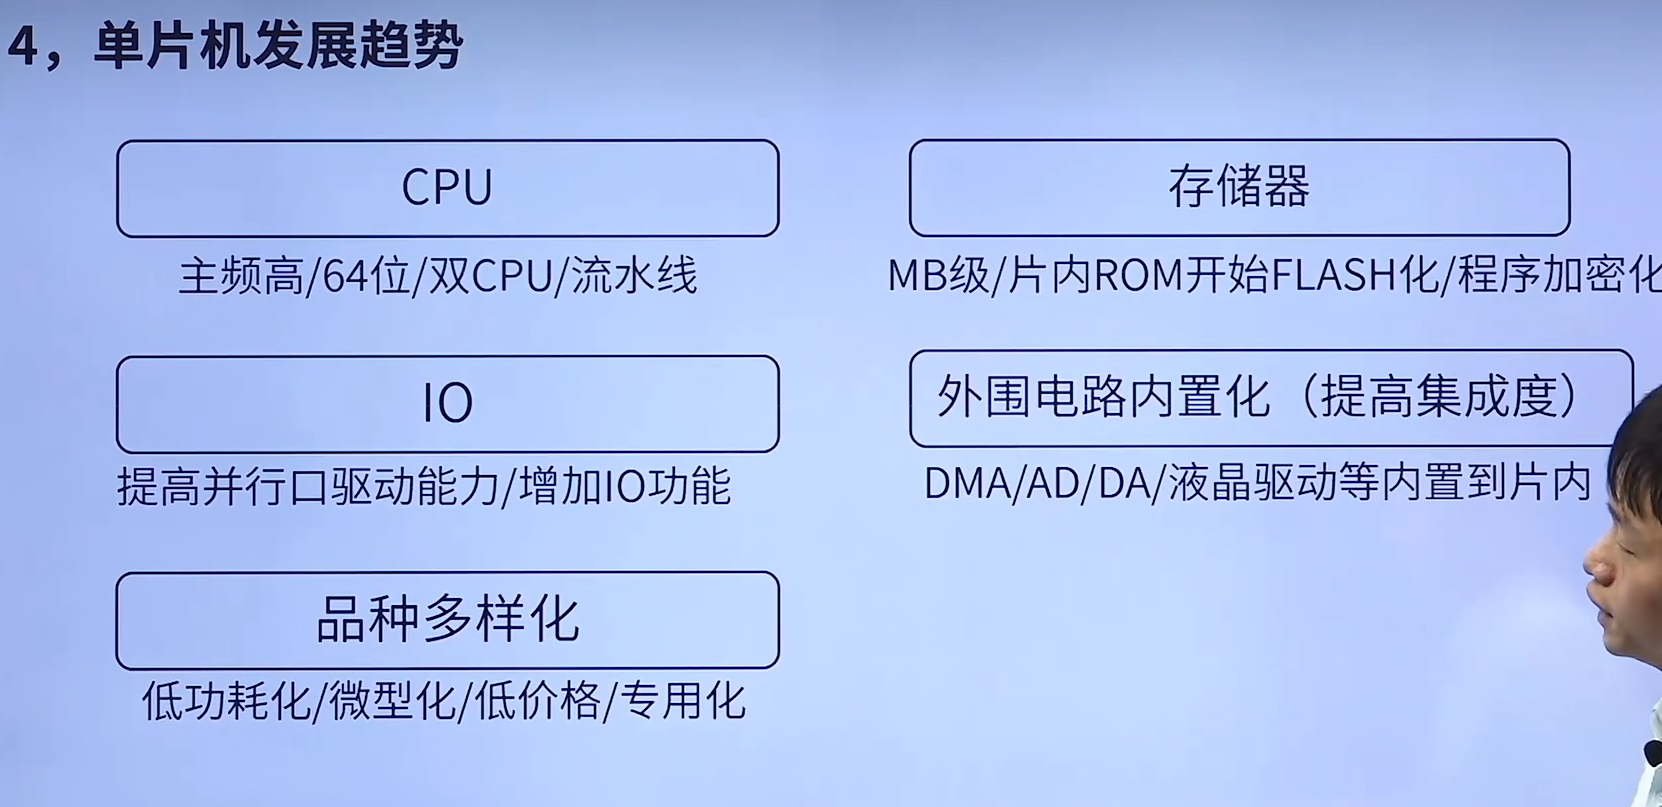 4，单片机发展趋势
CPU
主频高/64位/双CPU/流水线
存储器
MB级/片内ROM开始FLASH化/程序加密化
IO
提高并行口驱动能力/增加IO功能
外围电路内置化（提高集成度）
DMA/AD/DA/液晶驱动等内置到片内
品种多样化
低功耗化/微型化/低价格/专用化